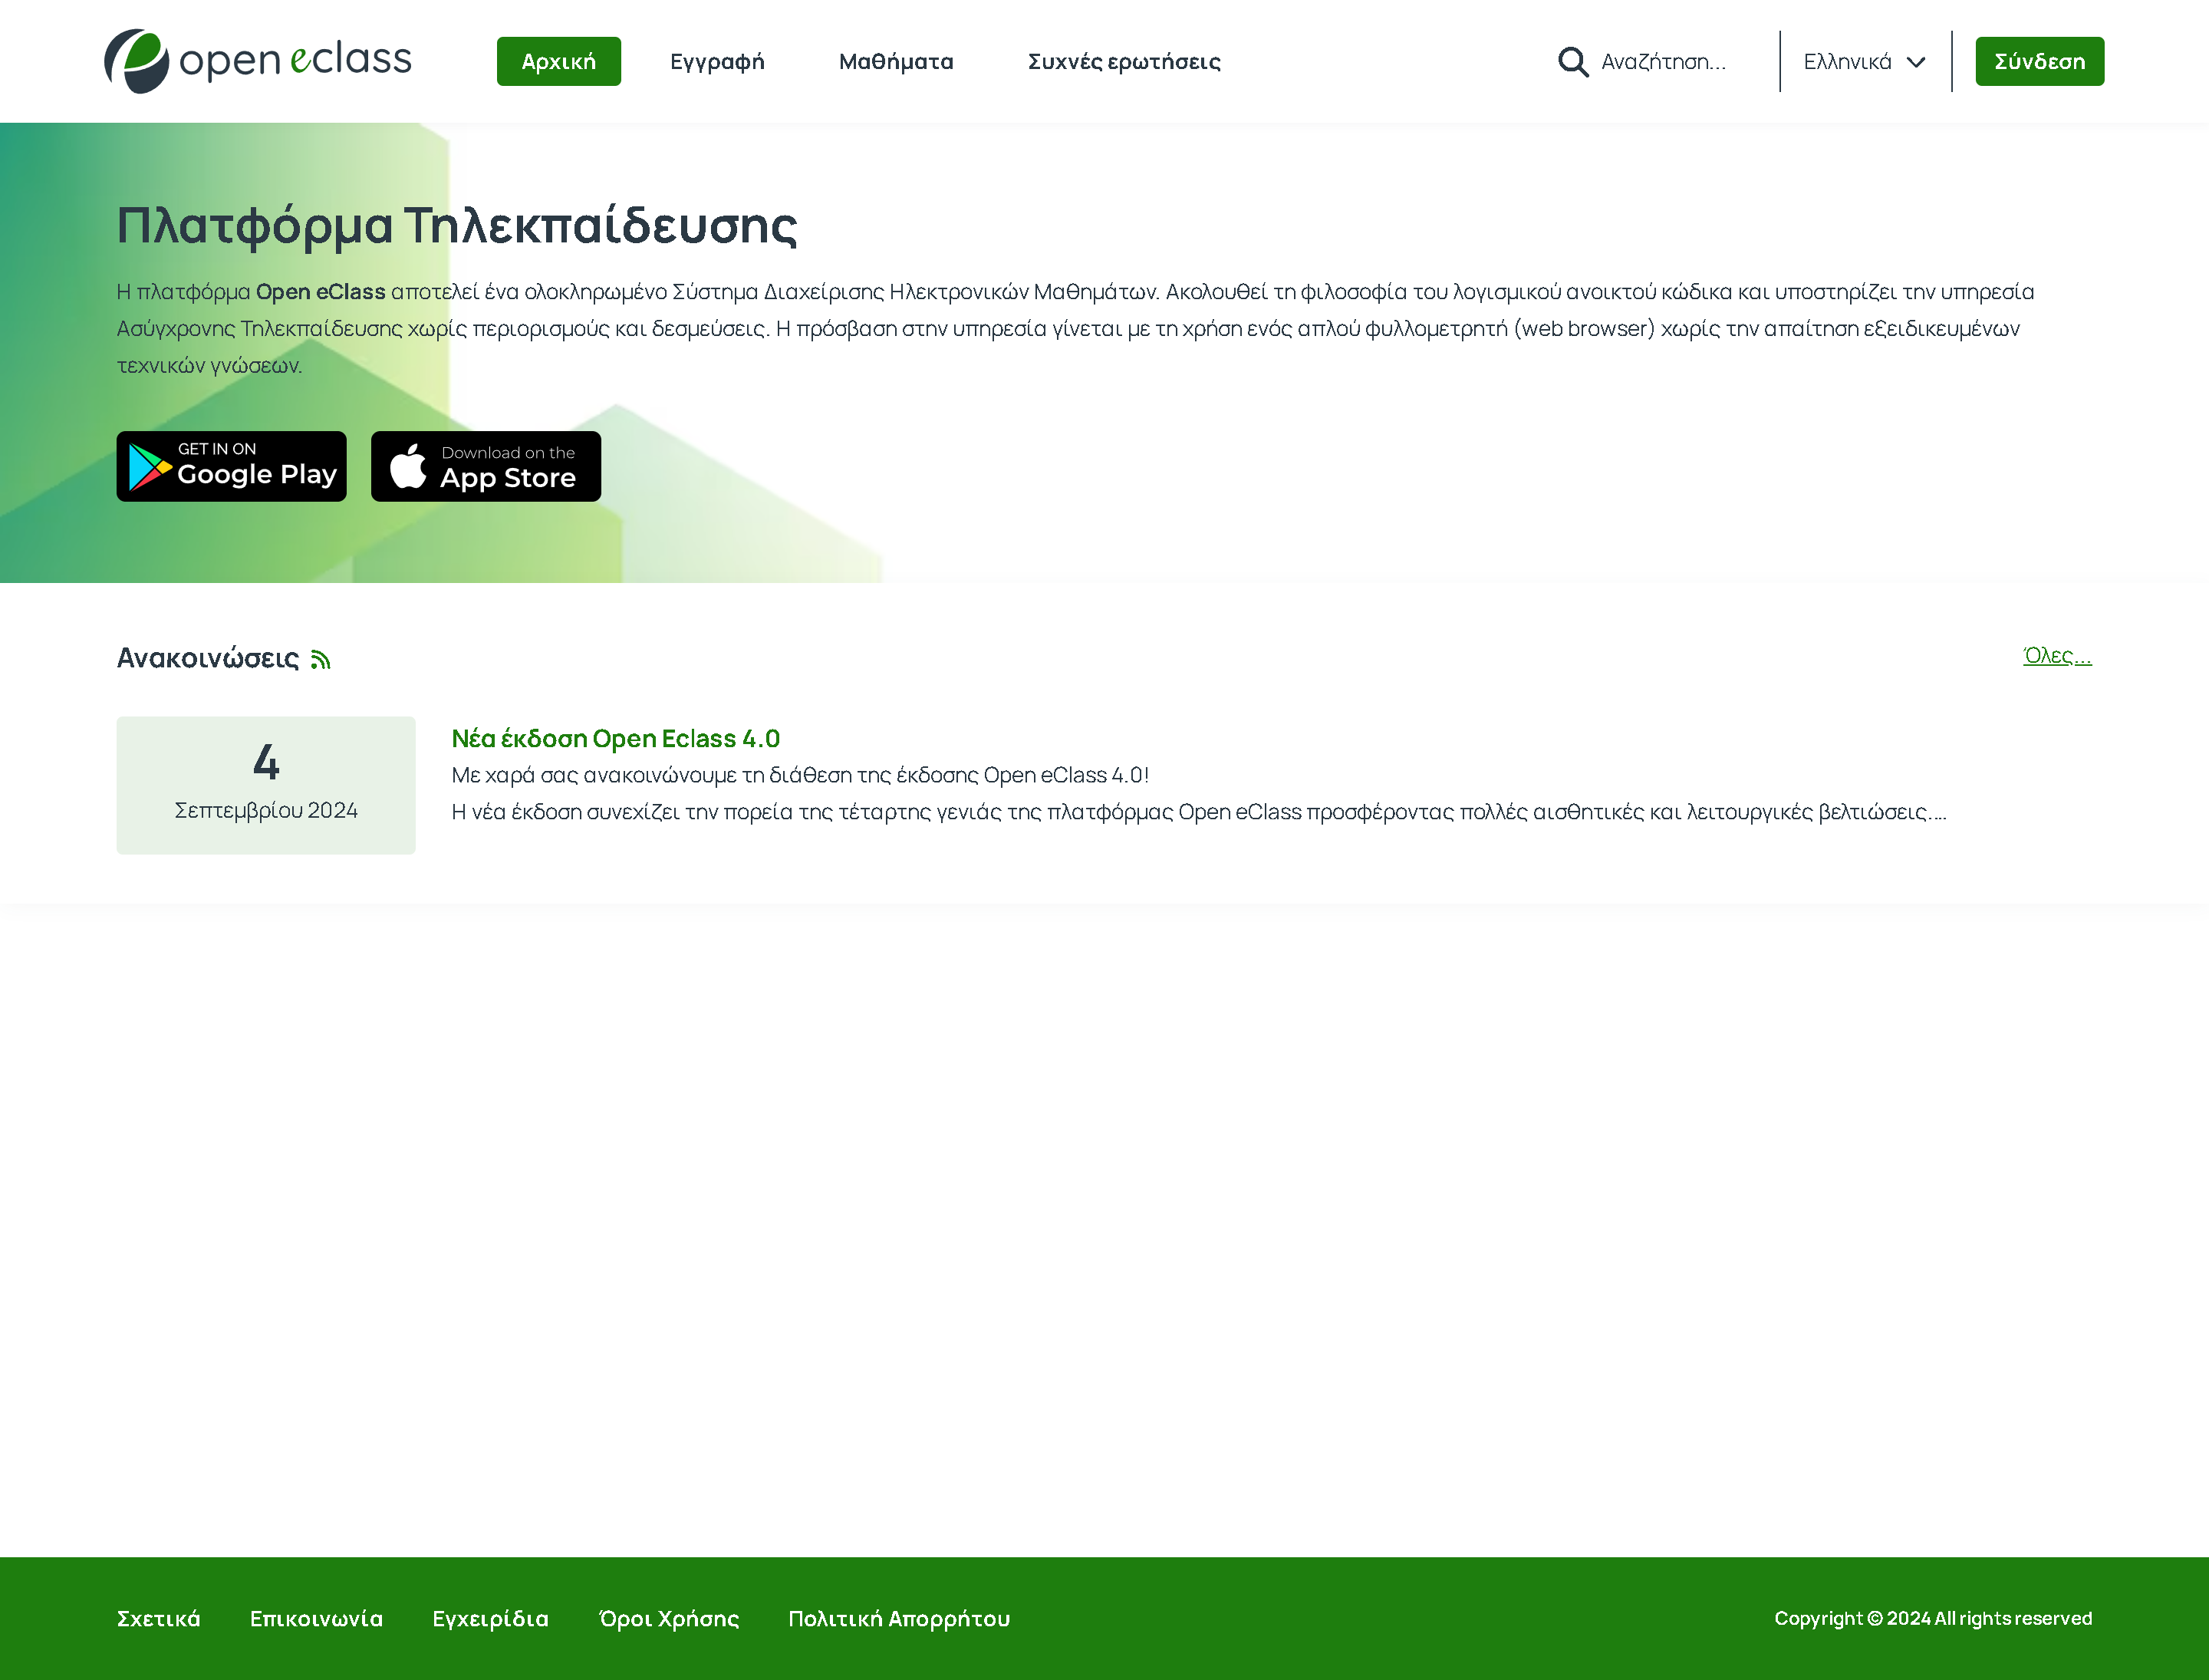 open eclass
Αρχική
Εγγραφή
Μαθήματα
Συχνές ερωτήσεις
Αναζήτηση...
Ελληνικά
Σύνδεση
Πλατφόρμα Τηλεκπαίδευσης
Η πλατφόρμα Open eClass αποτελεί ένα ολοκληρωμένο Σύστημα Διαχείρισης Ηλεκτρονικών Μαθημάτων. Ακολουθεί τη φιλοσοφία του λογισμικού ανοικτού κώδικα και υποστηρίζει την υπηρεσία
Ασύγχρονης Τηλεκπαίδευσης χωρίς περιορισμούς και δεσμεύσεις. Η πρόσβαση στην υπηρεσία γίνεται με τη χρήση ενός απλού φυλλομετρητή (web browser) χωρίς την απαίτηση εξειδικευμένων
τεχνικών γνώσεων.
GET IN ON
Google Play
Download on the
App Store
Ανακοινώσεις
Όλες...
4
Σεπτεμβρίου 2024
Νέα έκδοση Open Eclass 4.0
Με χαρά σας ανακοινώνουμε τη διάθεση της έκδοσης Open eClass 4.0!
Η νέα έκδοση συνεχίζει την πορεία της τέταρτης γενιάς της πλατφόρμας Open eClass προσφέροντας πολλές αισθητικές και λειτουργικές βελτιώσεις....
Σχετικά
Επικοινωνία
Εγχειρίδια
Όροι Χρήσης
Πολιτική Απορρήτου
Copyright © 2024 All rights reserved